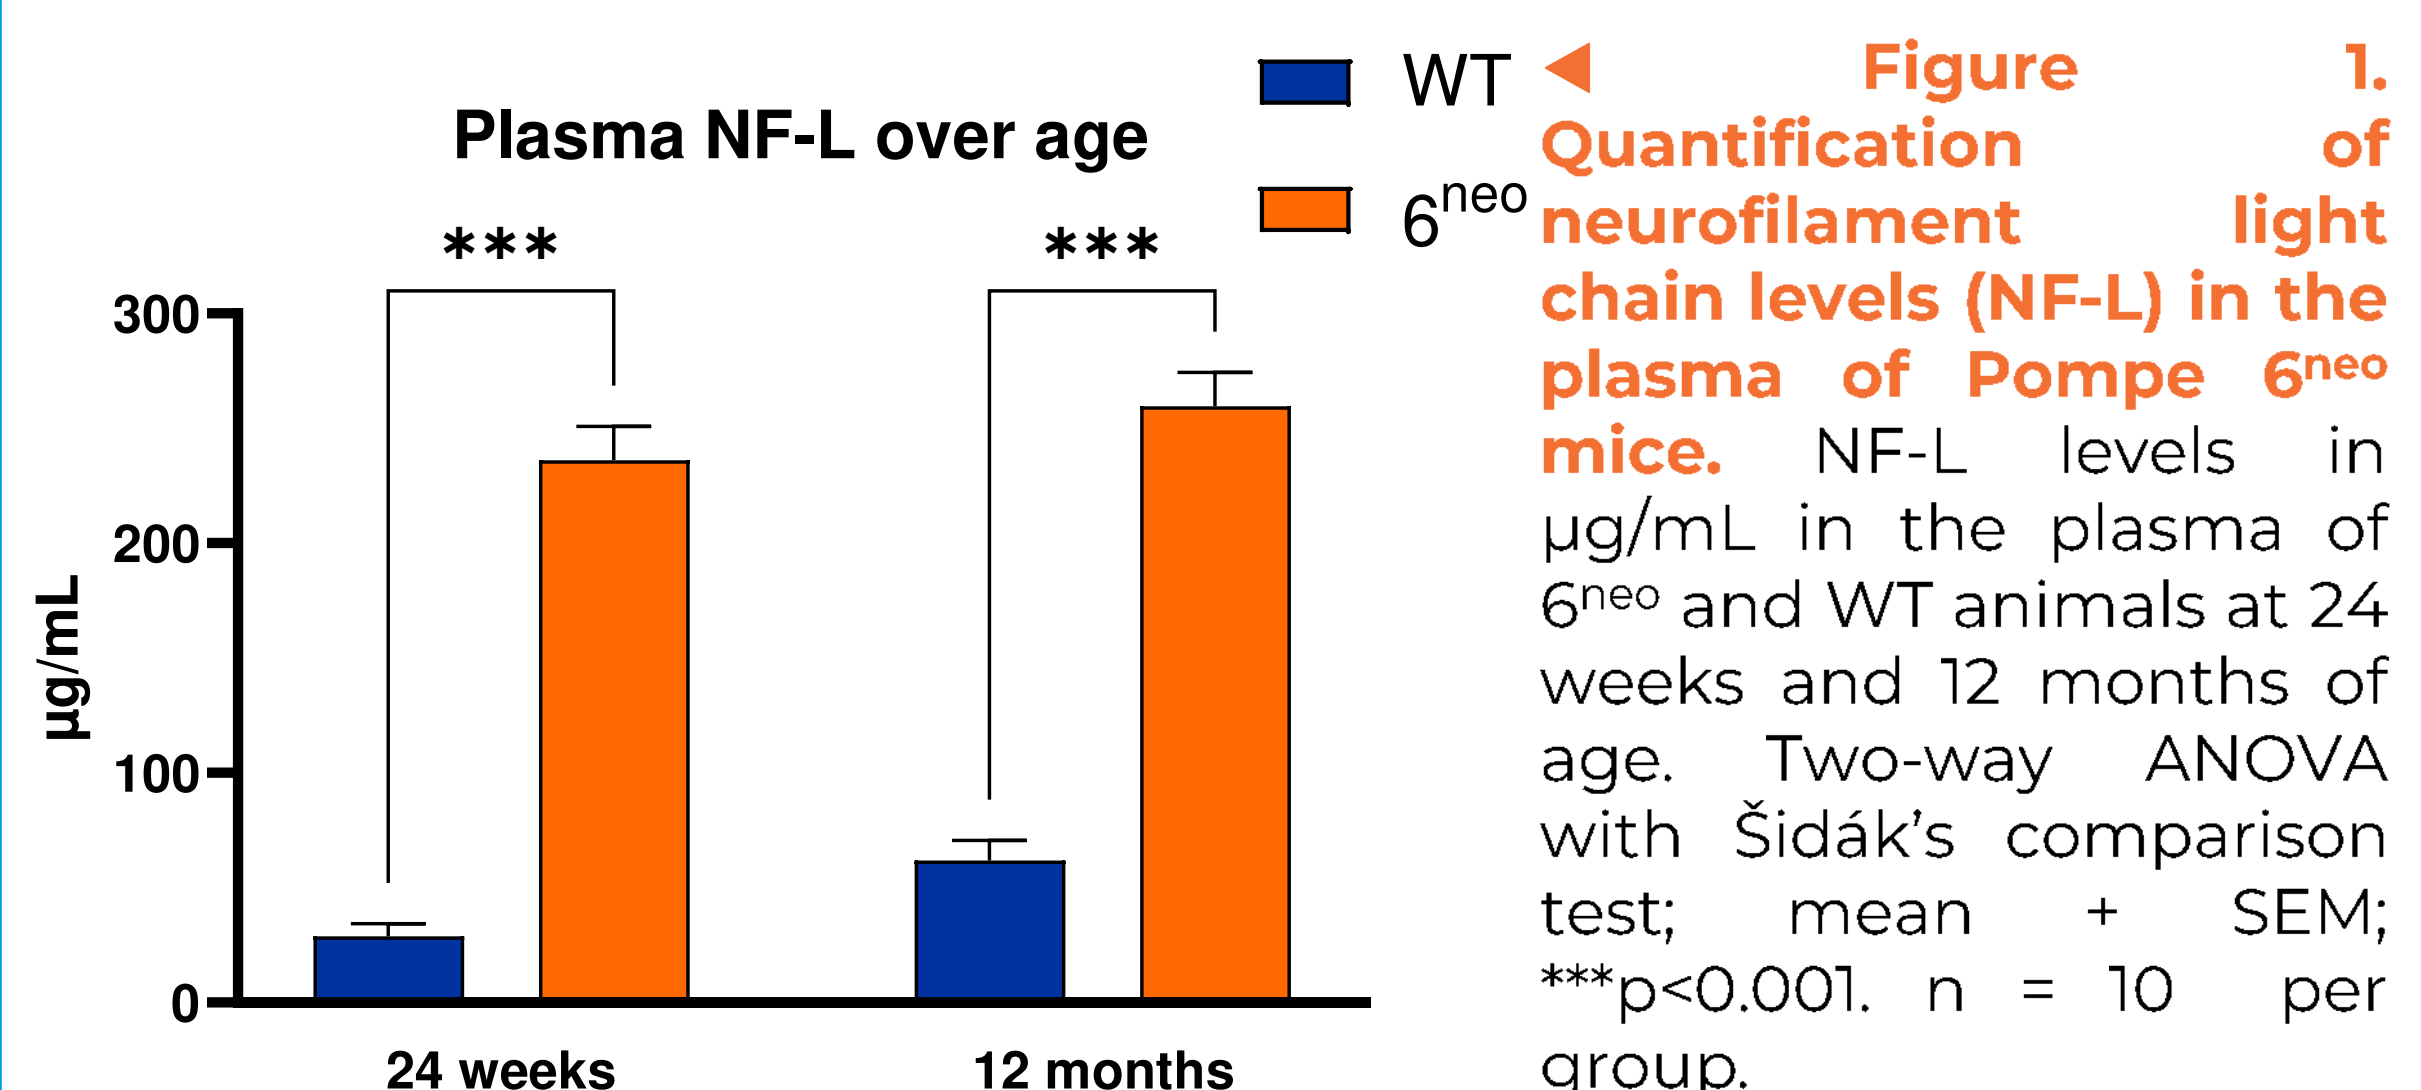 Plasma NF-L over age
WT
6ⁿᵉᵒ
***
***
300
200
100
0
µg/mL
24 weeks
12 months
◀ Figure 1.
Quantification of
neurofilament light
chain levels (NF-L) in the
plasma of Pompe 6ⁿᵉᵒ
mice. NF-L levels in
µg/mL in the plasma of
6ⁿᵉᵒ and WT animals at 24
weeks and 12 months of
age. Two-way ANOVA
with Šidák’s comparison
test; mean + SEM;
***p<0.001. n = 10 per
group.